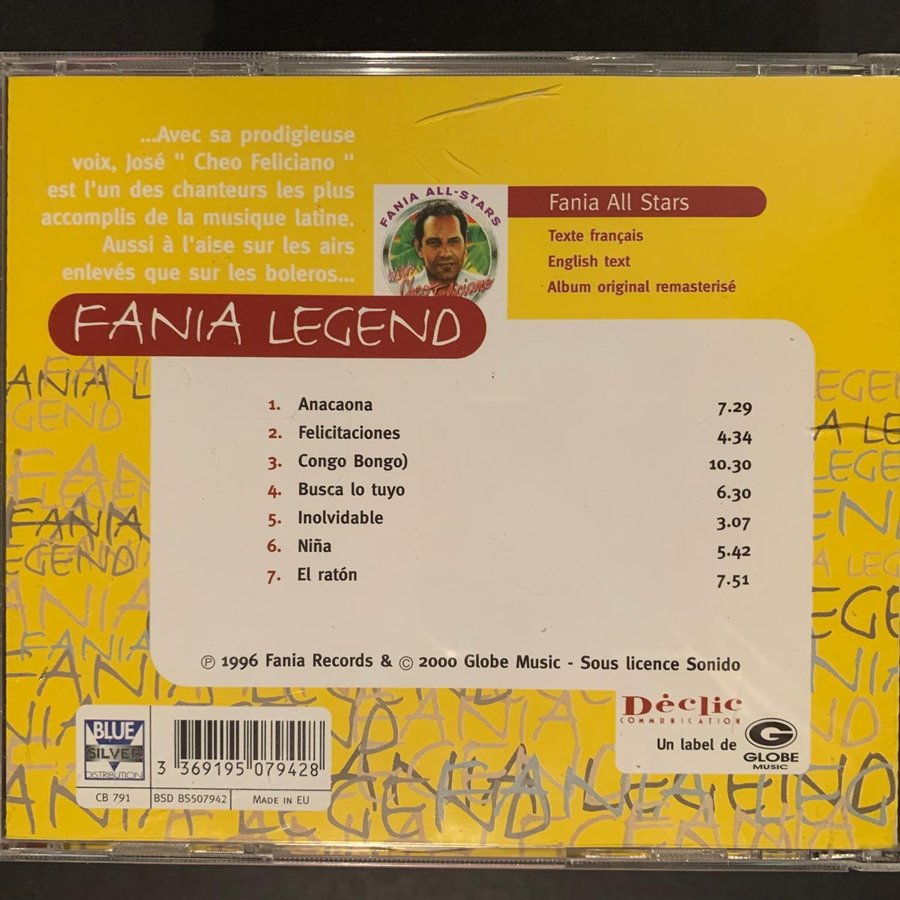 ...Avec sa prodigieuse
voix, José " Cheo Feliciano "
est l'un des chanteurs les plus
accomplis de la musique latine.
Aussi à l'aise sur les airs
enlevés que sur les boleros...
FANIA ALL-STARS
with
Cheo Feliciano
Fania All Stars
Texte français
English text
Album original remasterisé
FANIA LEGEND
1. Anacaona 7.29
2. Felicitaciones 4.34
3. Congo Bongo) 10.30
4. Busca lo tuyo 6.30
5. Inolvidable 3.07
6. Niña 5.42
7. El ratón 7.51
℗ 1996 Fania Records & © 2000 Globe Music - Sous licence Sonido
Dèclic
COMMUNICATION
Un label de
G
GLOBE
MUSIC
BLUE
SILVER
DISTRIBUTION
3 369195 079428
CB 791
BSD BS507942
MADE IN EU